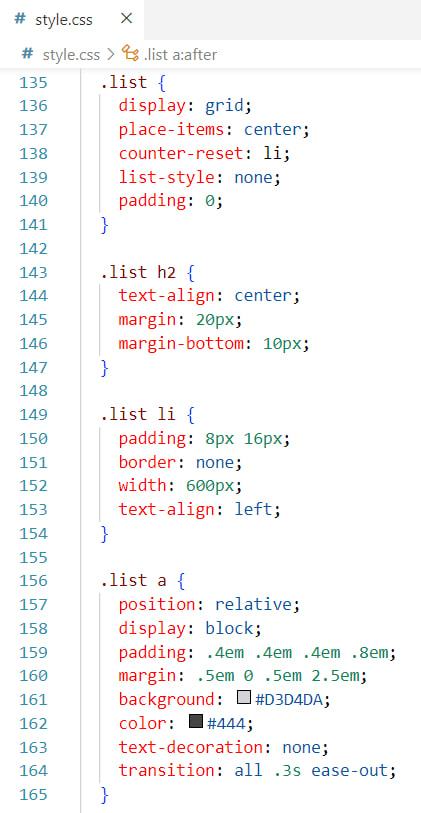 # style.css ×
# style.css > .list a:after
135 .list {
136 display: grid;
137 place-items: center;
138 counter-reset: li;
139 list-style: none;
140 padding: 0;
141 }
142
143 .list h2 {
144 text-align: center;
145 margin: 20px;
146 margin-bottom: 10px;
147 }
148
149 .list li {
150 padding: 8px 16px;
151 border: none;
152 width: 600px;
153 text-align: left;
154 }
155
156 .list a {
157 position: relative;
158 display: block;
159 padding: .4em .4em .4em .8em;
160 margin: .5em 0 .5em 2.5em;
161 background: #D3D4DA;
162 color: #444;
163 text-decoration: none;
164 transition: all .3s ease-out;
165 }